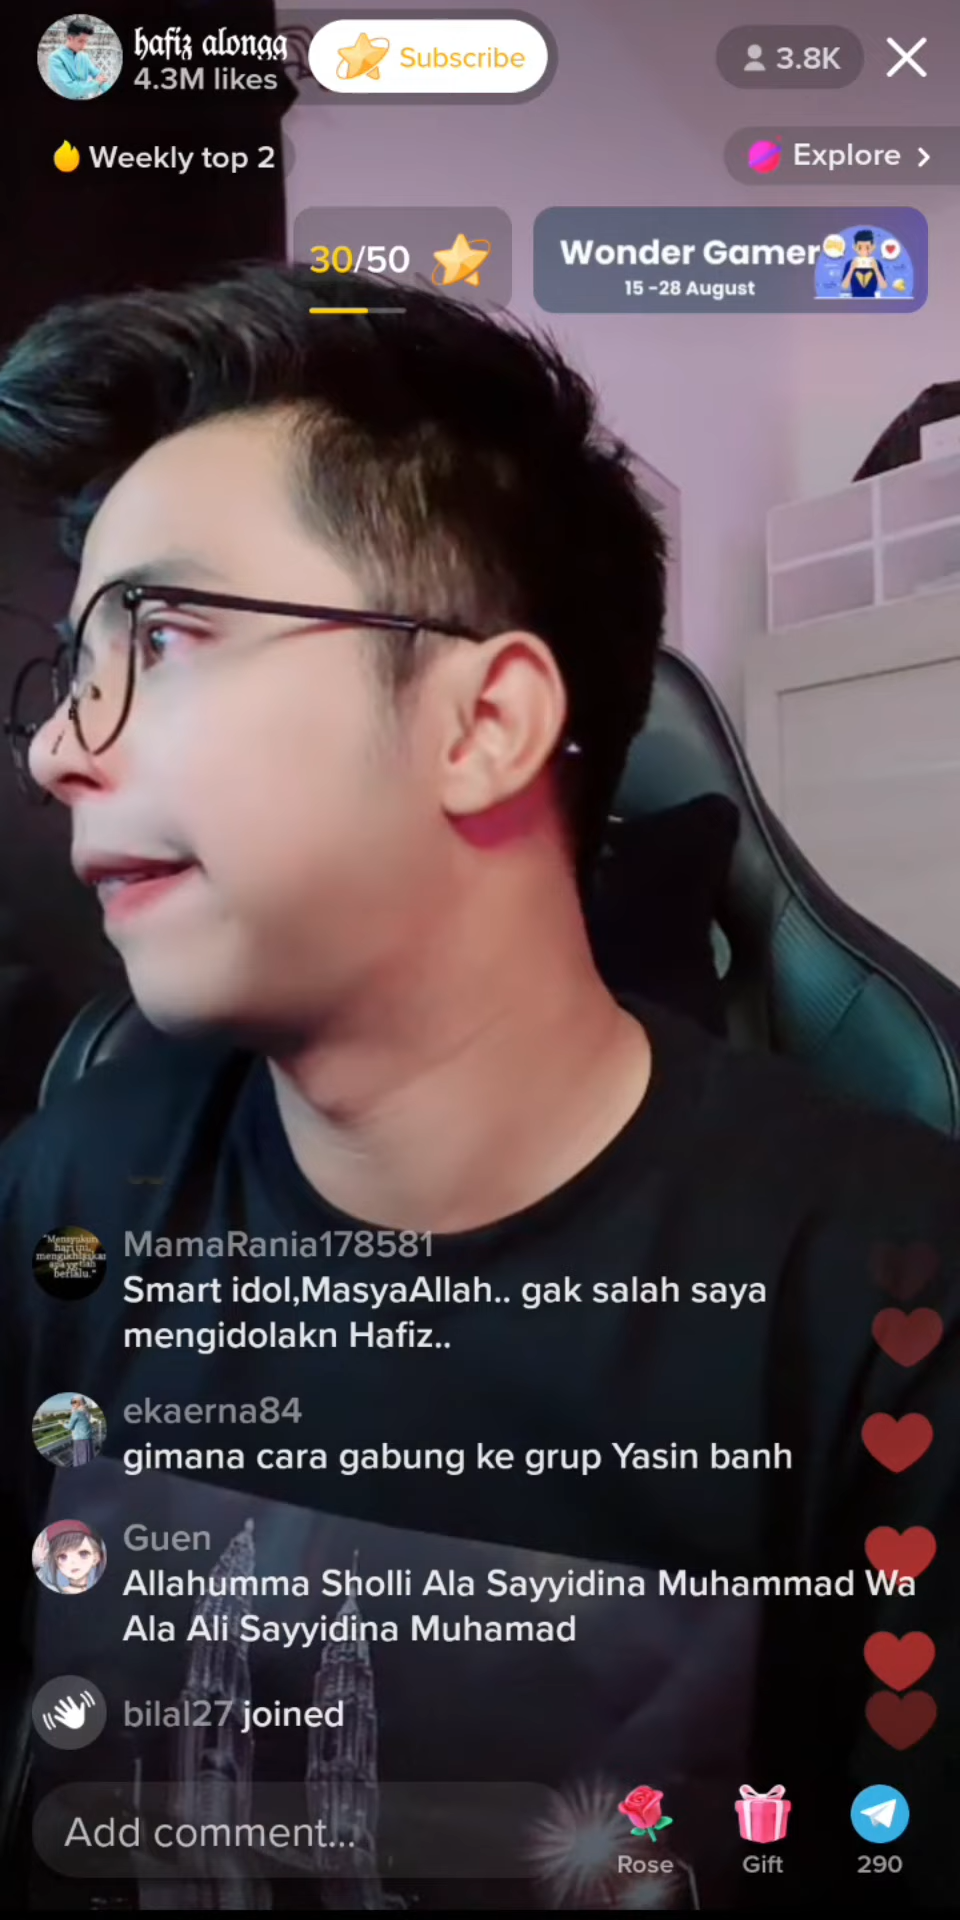 hafiz alongg
4.3M likes
Subscribe
3.8K
Weekly top 2
Explore
30/50
Wonder Gamer
15 -28 August
MamaRania178581
Smart idol,MasyaAllah.. gak salah saya
mengidolakn Hafiz..
ekaerna84
gimana cara gabung ke grup Yasin banh
Guen
Allahumma Sholli Ala Sayyidina Muhammad Wa
Ala Ali Sayyidina Muhamad
bilal27 joined
Add comment...
Rose
Gift
290